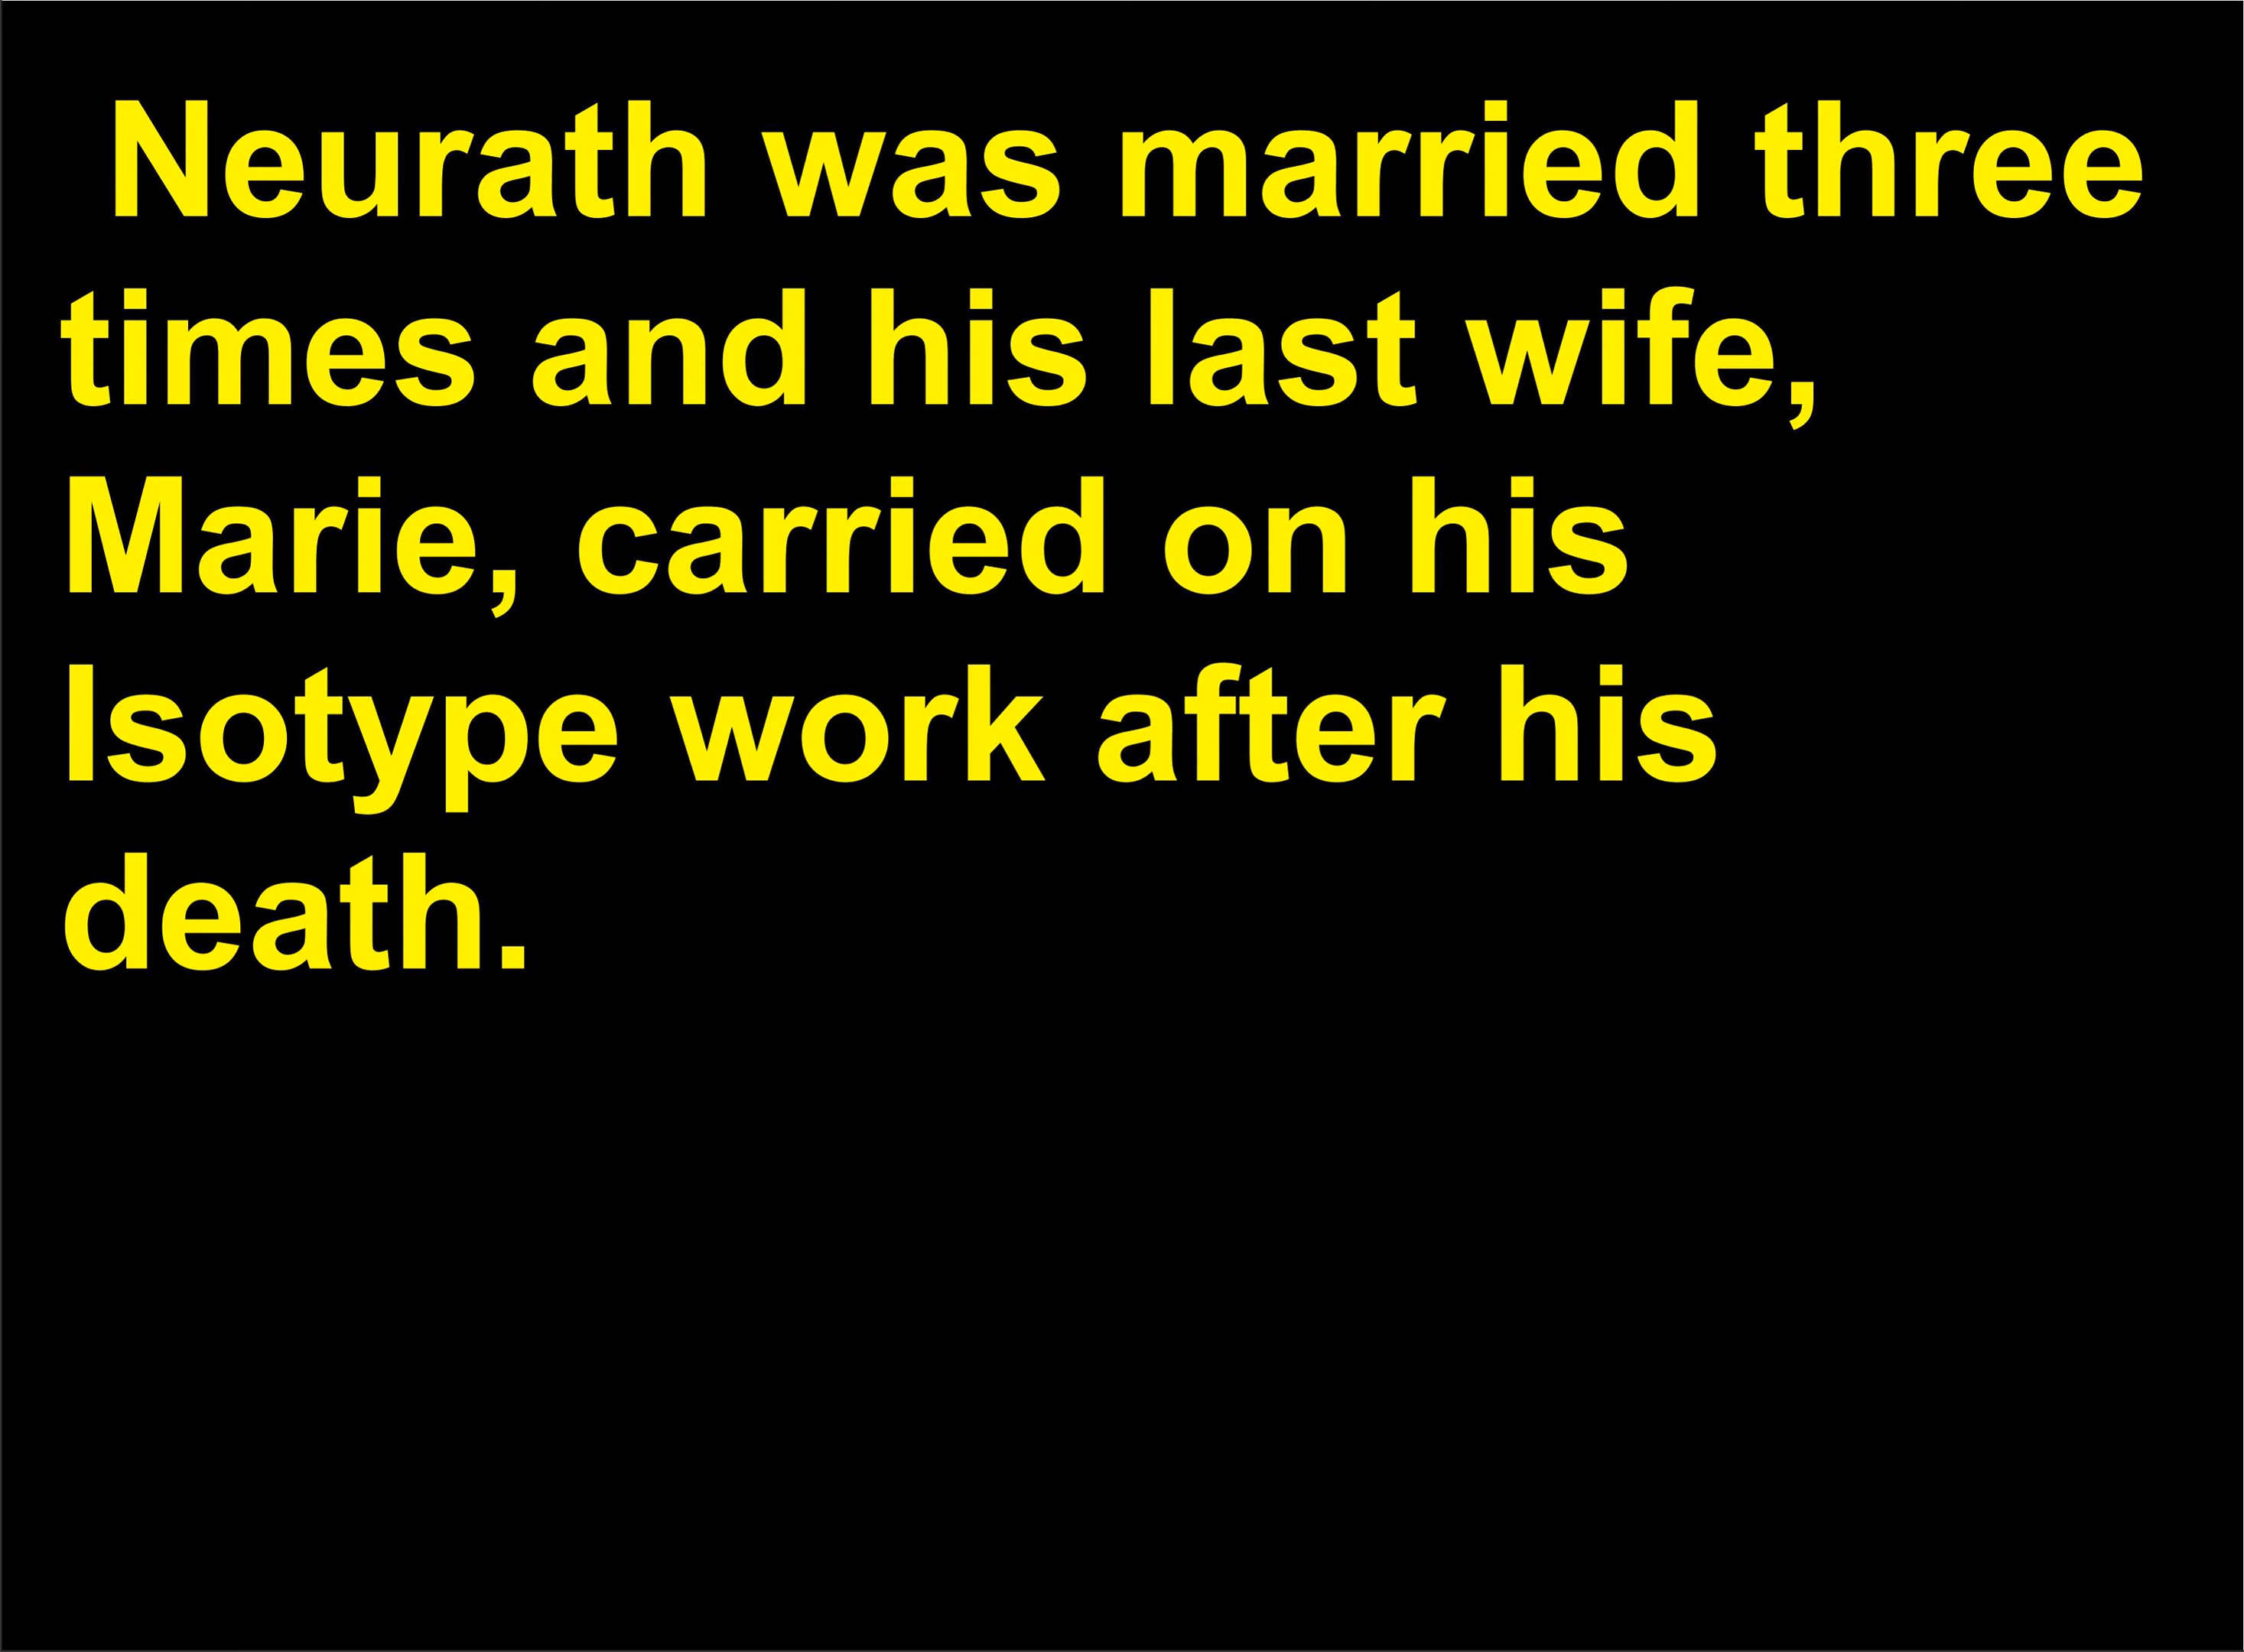 Neurath was married three
times and his last wife,
Marie, carried on his
Isotype work after his
death.